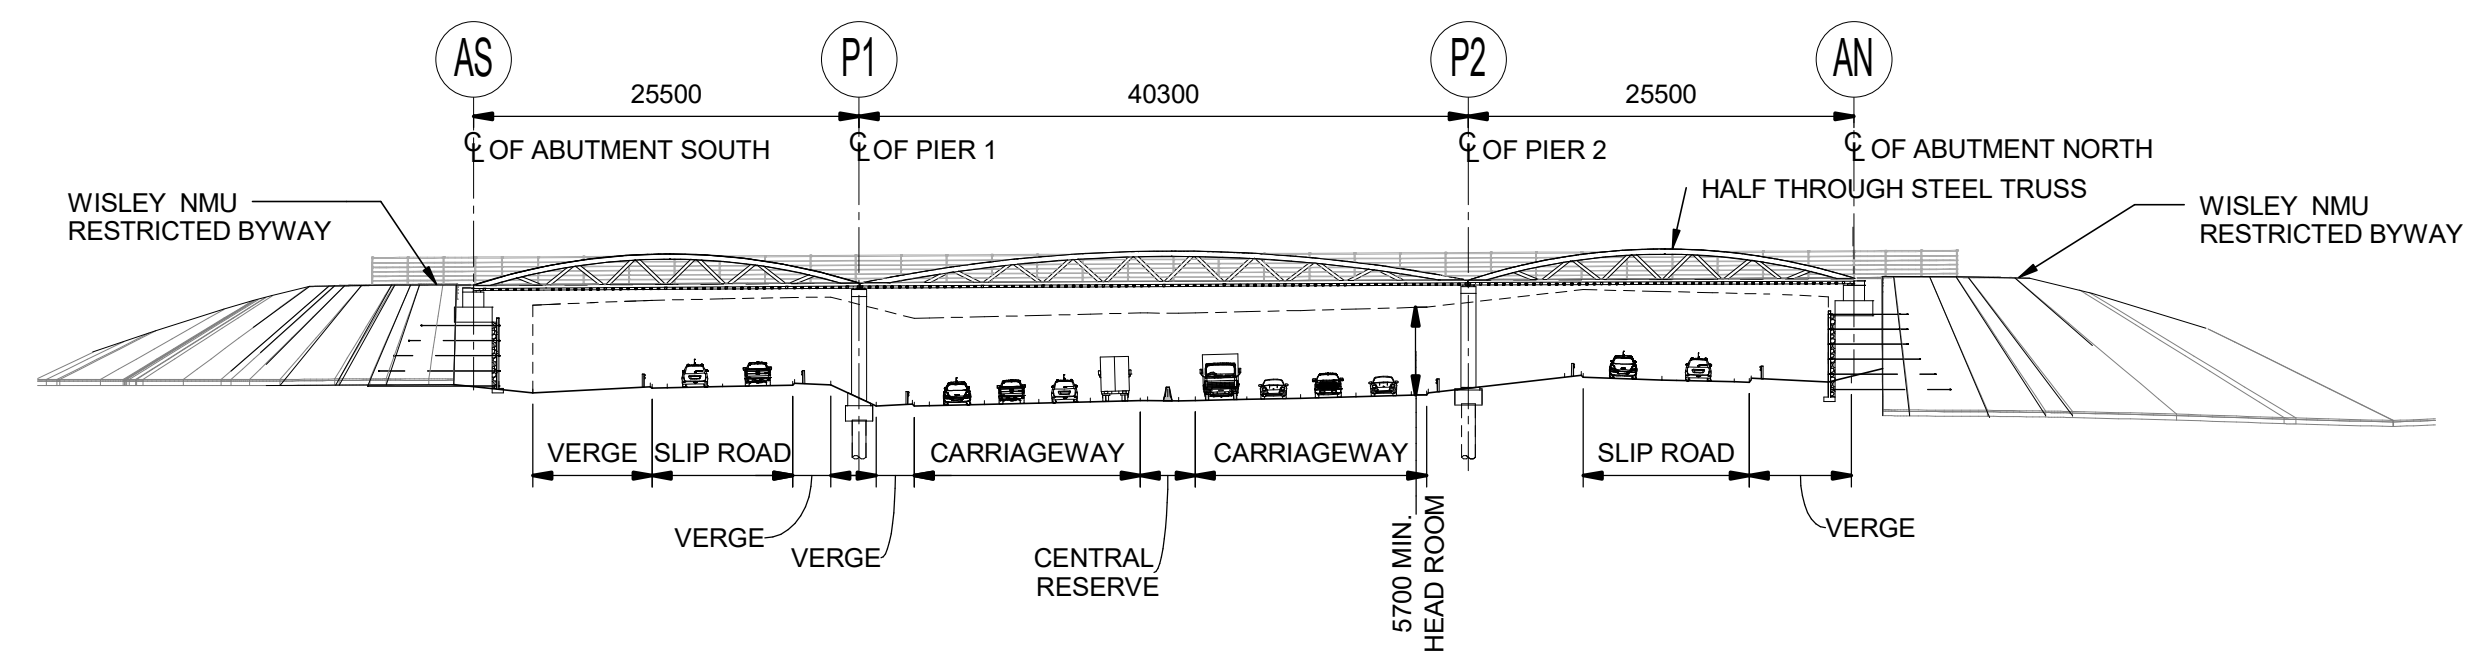 AS
P1
P2
AN
25500
40300
25500
℄ OF ABUTMENT SOUTH
℄ OF PIER 1
℄ OF PIER 2
℄ OF ABUTMENT NORTH
HALF THROUGH STEEL TRUSS
WISLEY NMU
RESTRICTED BYWAY
WISLEY NMU
RESTRICTED BYWAY
VERGE
SLIP ROAD
CARRIAGEWAY
CARRIAGEWAY
SLIP ROAD
VERGE
VERGE
CENTRAL
RESERVE
5700 MIN.
HEAD ROOM
VERGE